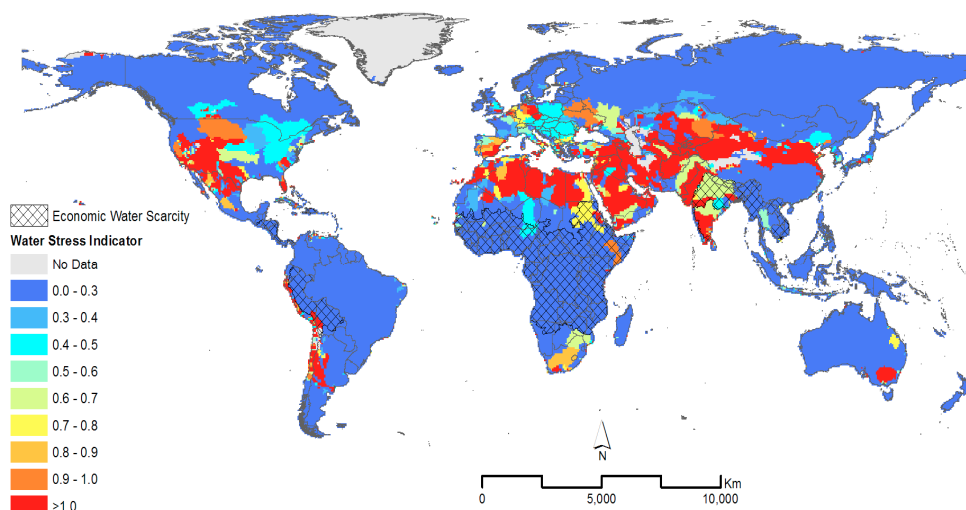 Economic Water Scarcity
Water Stress Indicator
No Data
0.0 - 0.3
0.3 - 0.4
0.4 - 0.5
0.5 - 0.6
0.6 - 0.7
0.7 - 0.8
0.8 - 0.9
0.9 - 1.0
>1.0
N
Km
0 5,000 10,000